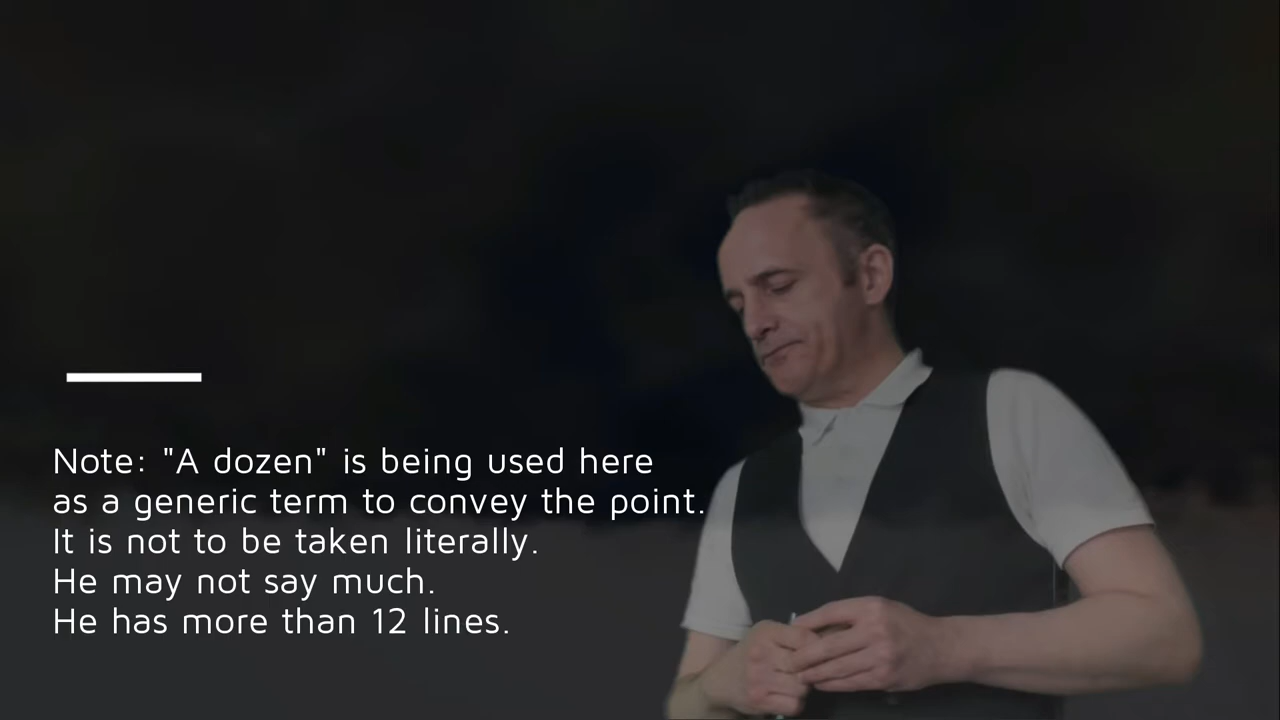 Note: "A dozen" is being used here
as a generic term to convey the point.
It is not to be taken literally.
He may not say much.
He has more than 12 lines.